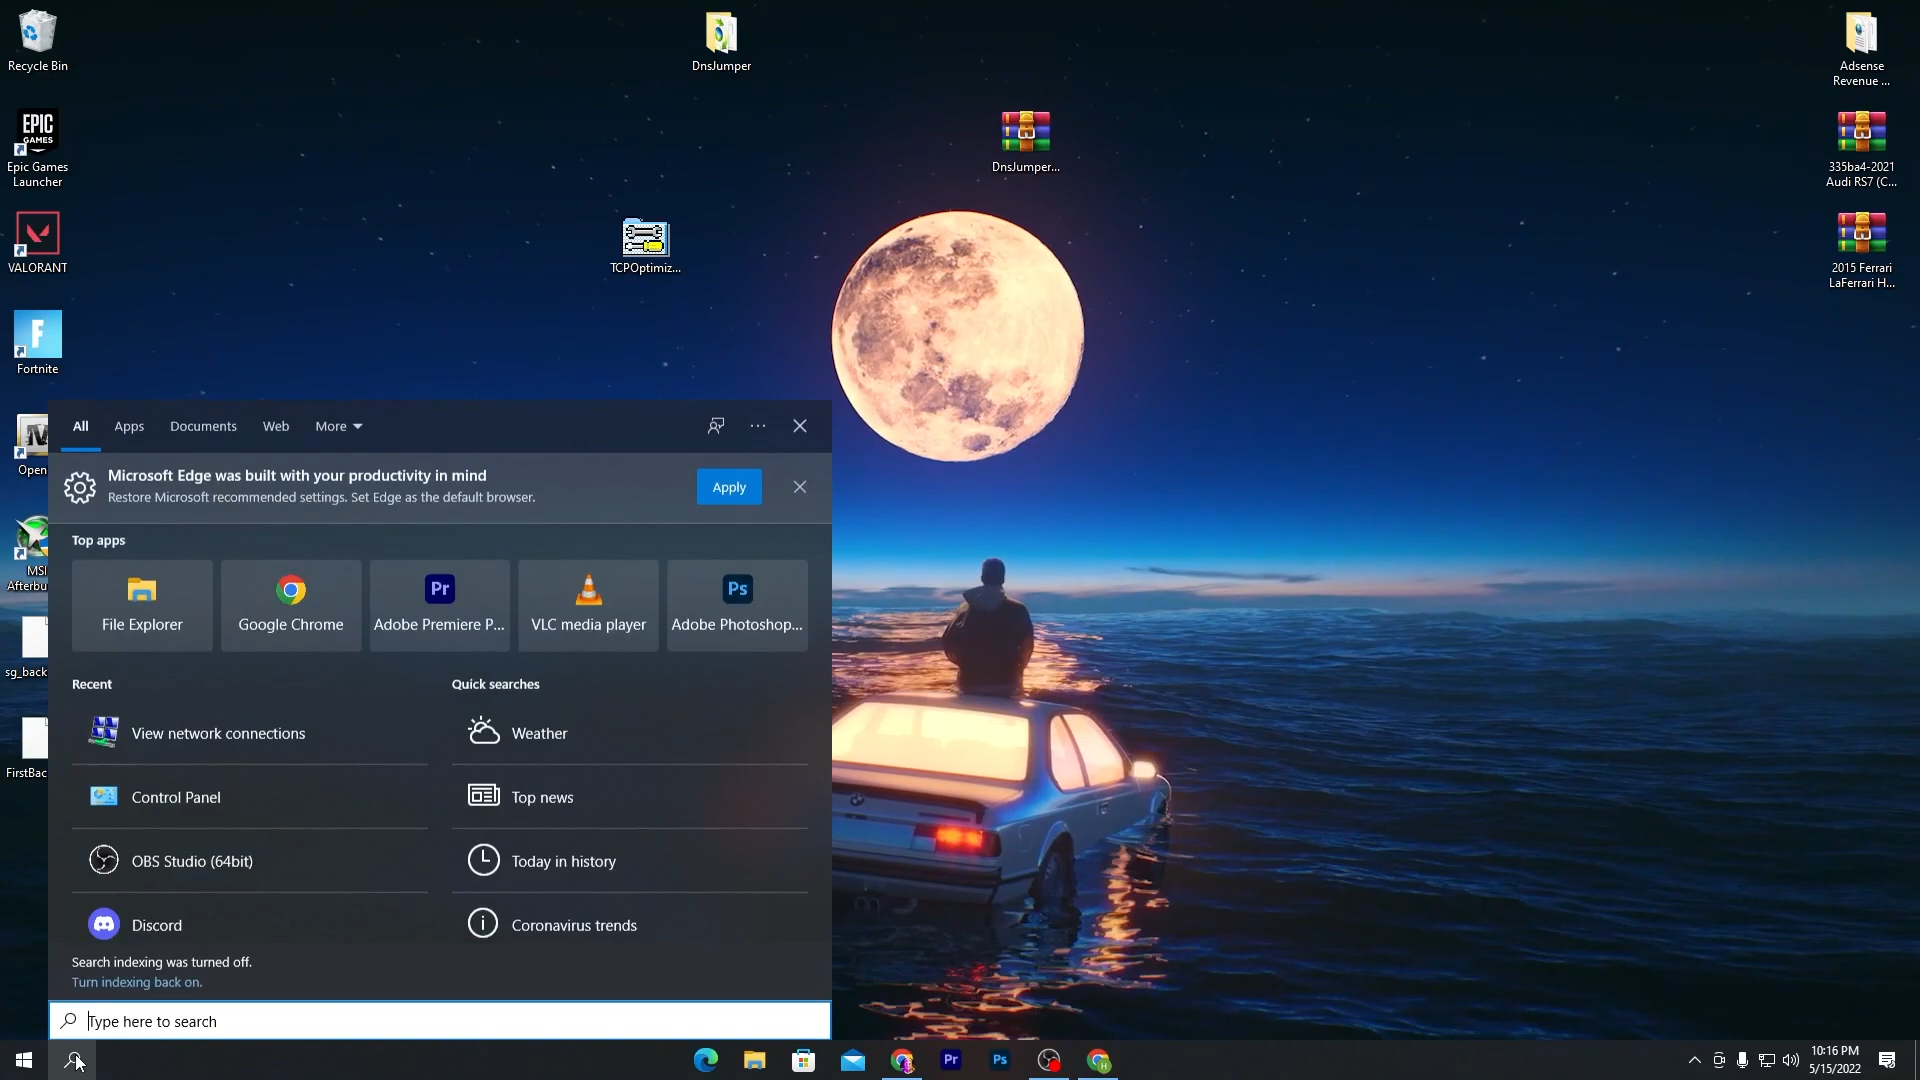 Recycle Bin
EPIC
GAMES
Epic Games
Launcher
VALORANT
F
Fortnite
Open
MSI
Afterbu
sg_back
FirstBac
DnsJumper
DnsJumper...
TCPOptimiz...
Adsense
Revenue ...
335ba4-2021
Audi RS7 (C...
2015 Ferrari
LaFerrari H...
All
Apps
Documents
Web
More
Microsoft Edge was built with your productivity in mind
Restore Microsoft recommended settings. Set Edge as the default browser.
Apply
Top apps
Pr
Ps
File Explorer
Google Chrome
Adobe Premiere P...
VLC media player
Adobe Photoshop...
Recent
View network connections
Control Panel
OBS Studio (64bit)
Discord
Quick searches
Weather
Top news
Today in history
Coronavirus trends
Search indexing was turned off.
Turn indexing back on.
Type here to search
Pr
Ps
H
10:16 PM
5/15/2022